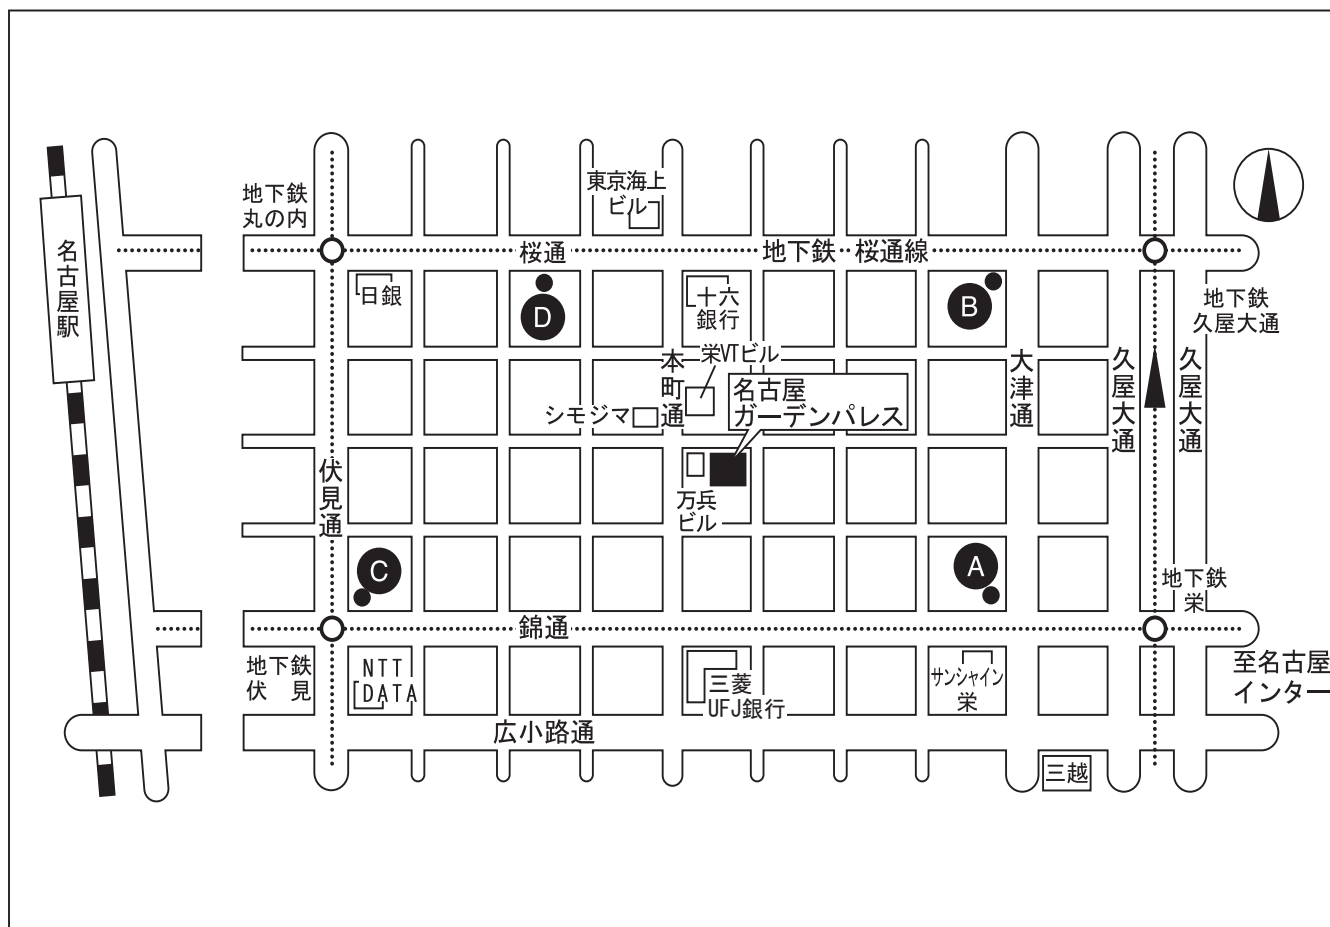 東京海上
ビル
地下鉄
丸の内
桜通
地下鉄 桜通線
名古屋駅
日銀
D
十六
銀行
B
地下鉄
久屋大通
栄VTビル
本町通
大津通
久屋大通
久屋大通
名古屋
ガーデンパレス
シモジマ
伏見通
万兵
ビル
C
A
地下鉄
栄
錦通
地下鉄
伏見
NTT
DATA
三菱
UFJ銀行
サンシャイン
栄
至名古屋
インター
広小路通
三越